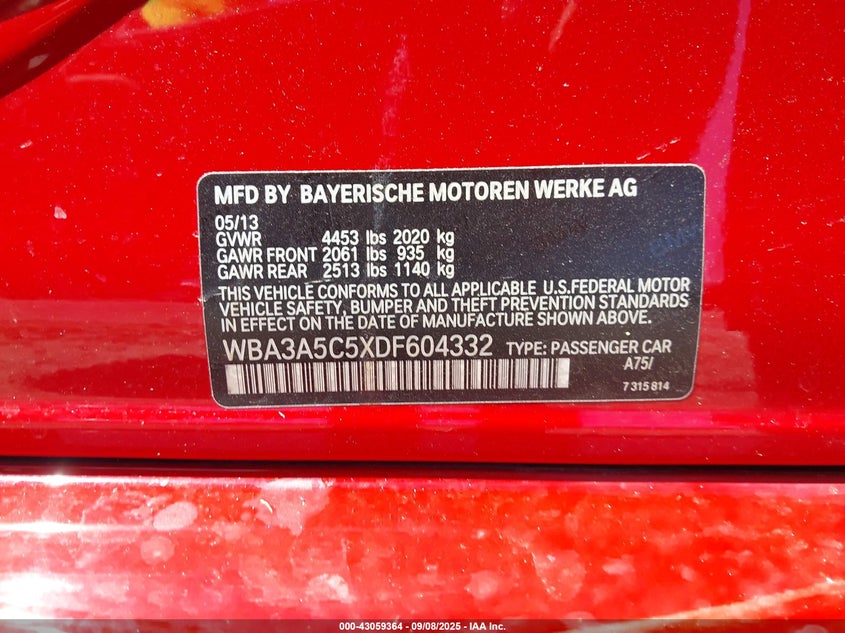 MFD BY BAYERISCHE MOTOREN WERKE AG
05/13
GVWR 4453 lbs 2020 kg
GAWR FRONT 2061 lbs 935 kg
GAWR REAR 2513 lbs 1140 kg
THIS VEHICLE CONFORMS TO ALL APPLICABLE U.S.FEDERAL MOTOR
VEHICLE SAFETY, BUMPER AND THEFT PREVENTION STANDARDS
IN EFFECT ON THE DATE OF MANUFACTURE SHOWN ABOVE.
WBA3A5C5XDF604332 TYPE: PASSENGER CAR
A75/
7 315 814
000-43059364 - 09/08/2025 - IAA Inc.